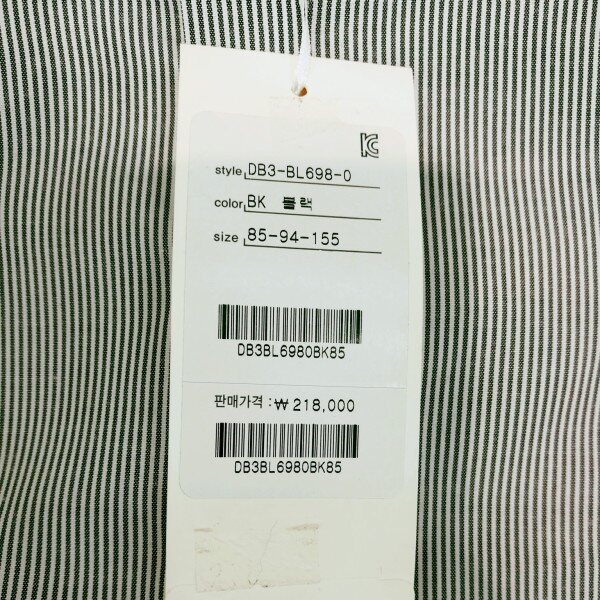 style DB3-BL698-0
color BK 블랙
size 85-94-155
DB3BL6980BK85
판매가격 : ₩ 218,000
DB3BL6980BK85